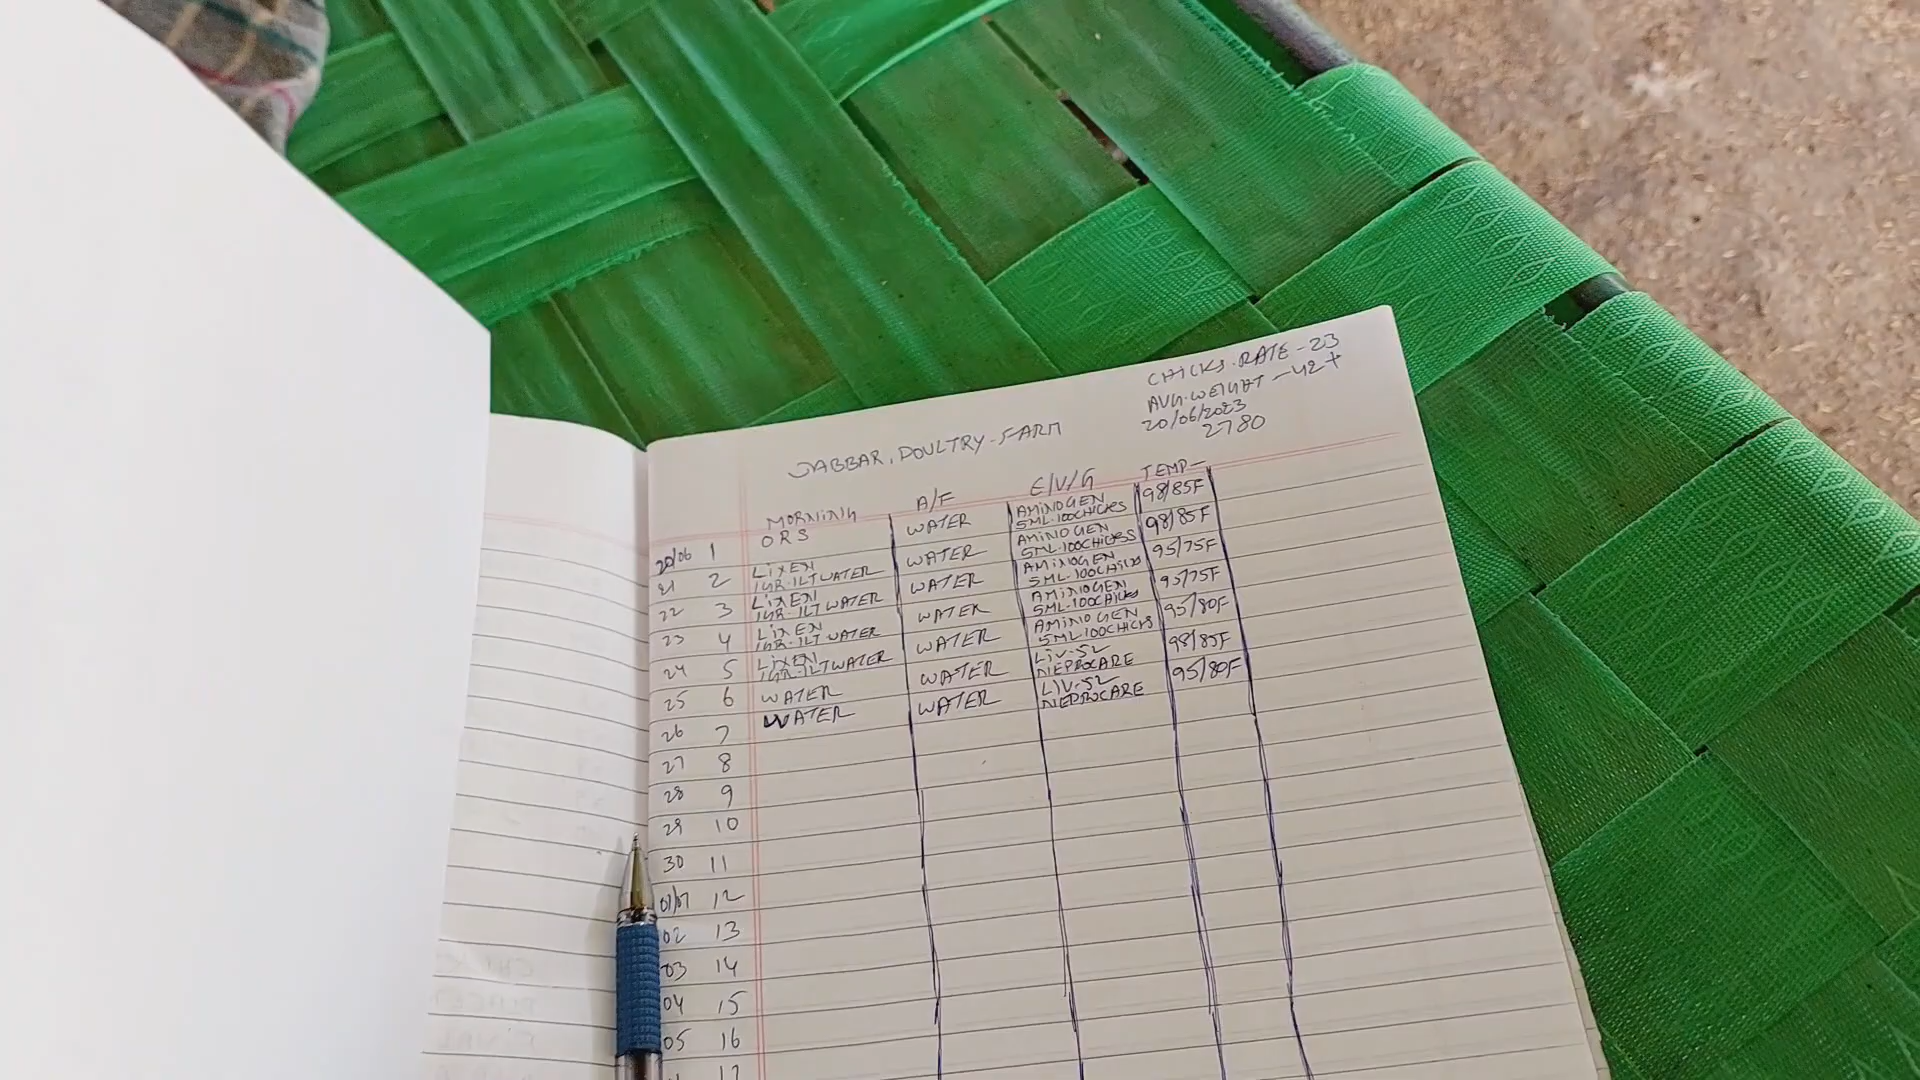 CHICKS.RATE-23
AVG.WEIGHT-42+
20/06/2023
2780
JABBAR.POULTRY-FARM
MORNING A/F E/V/G TEMP-
20/06 1 ORS WATER AMINOGEN 5ML.100CHICKS 98/85F
21 2 LIXEN 1GR.1LT WATER WATER AMINOGEN 5ML.100CHICKS 98/85F
22 3 LIXEN 1GR.1LT WATER WATER AMINOGEN 5ML.100CHICKS 95/75F
23 4 LIXEN 1GR.1LT WATER WATER AMINOGEN 5ML.100CHICKS 95/75F
24 5 LIXEN 1GR.1LT WATER WATER AMINOGEN 5ML.100CHICKS 95/80F
25 6 WATER WATER LIV-52 NEPROCARE 98/85F
26 7 WATER WATER LIV-52 NEPROCARE 95/80F
27 8
28 9
29 10
30 11
01/07 12
02 13
03 14
04 15
05 16
17